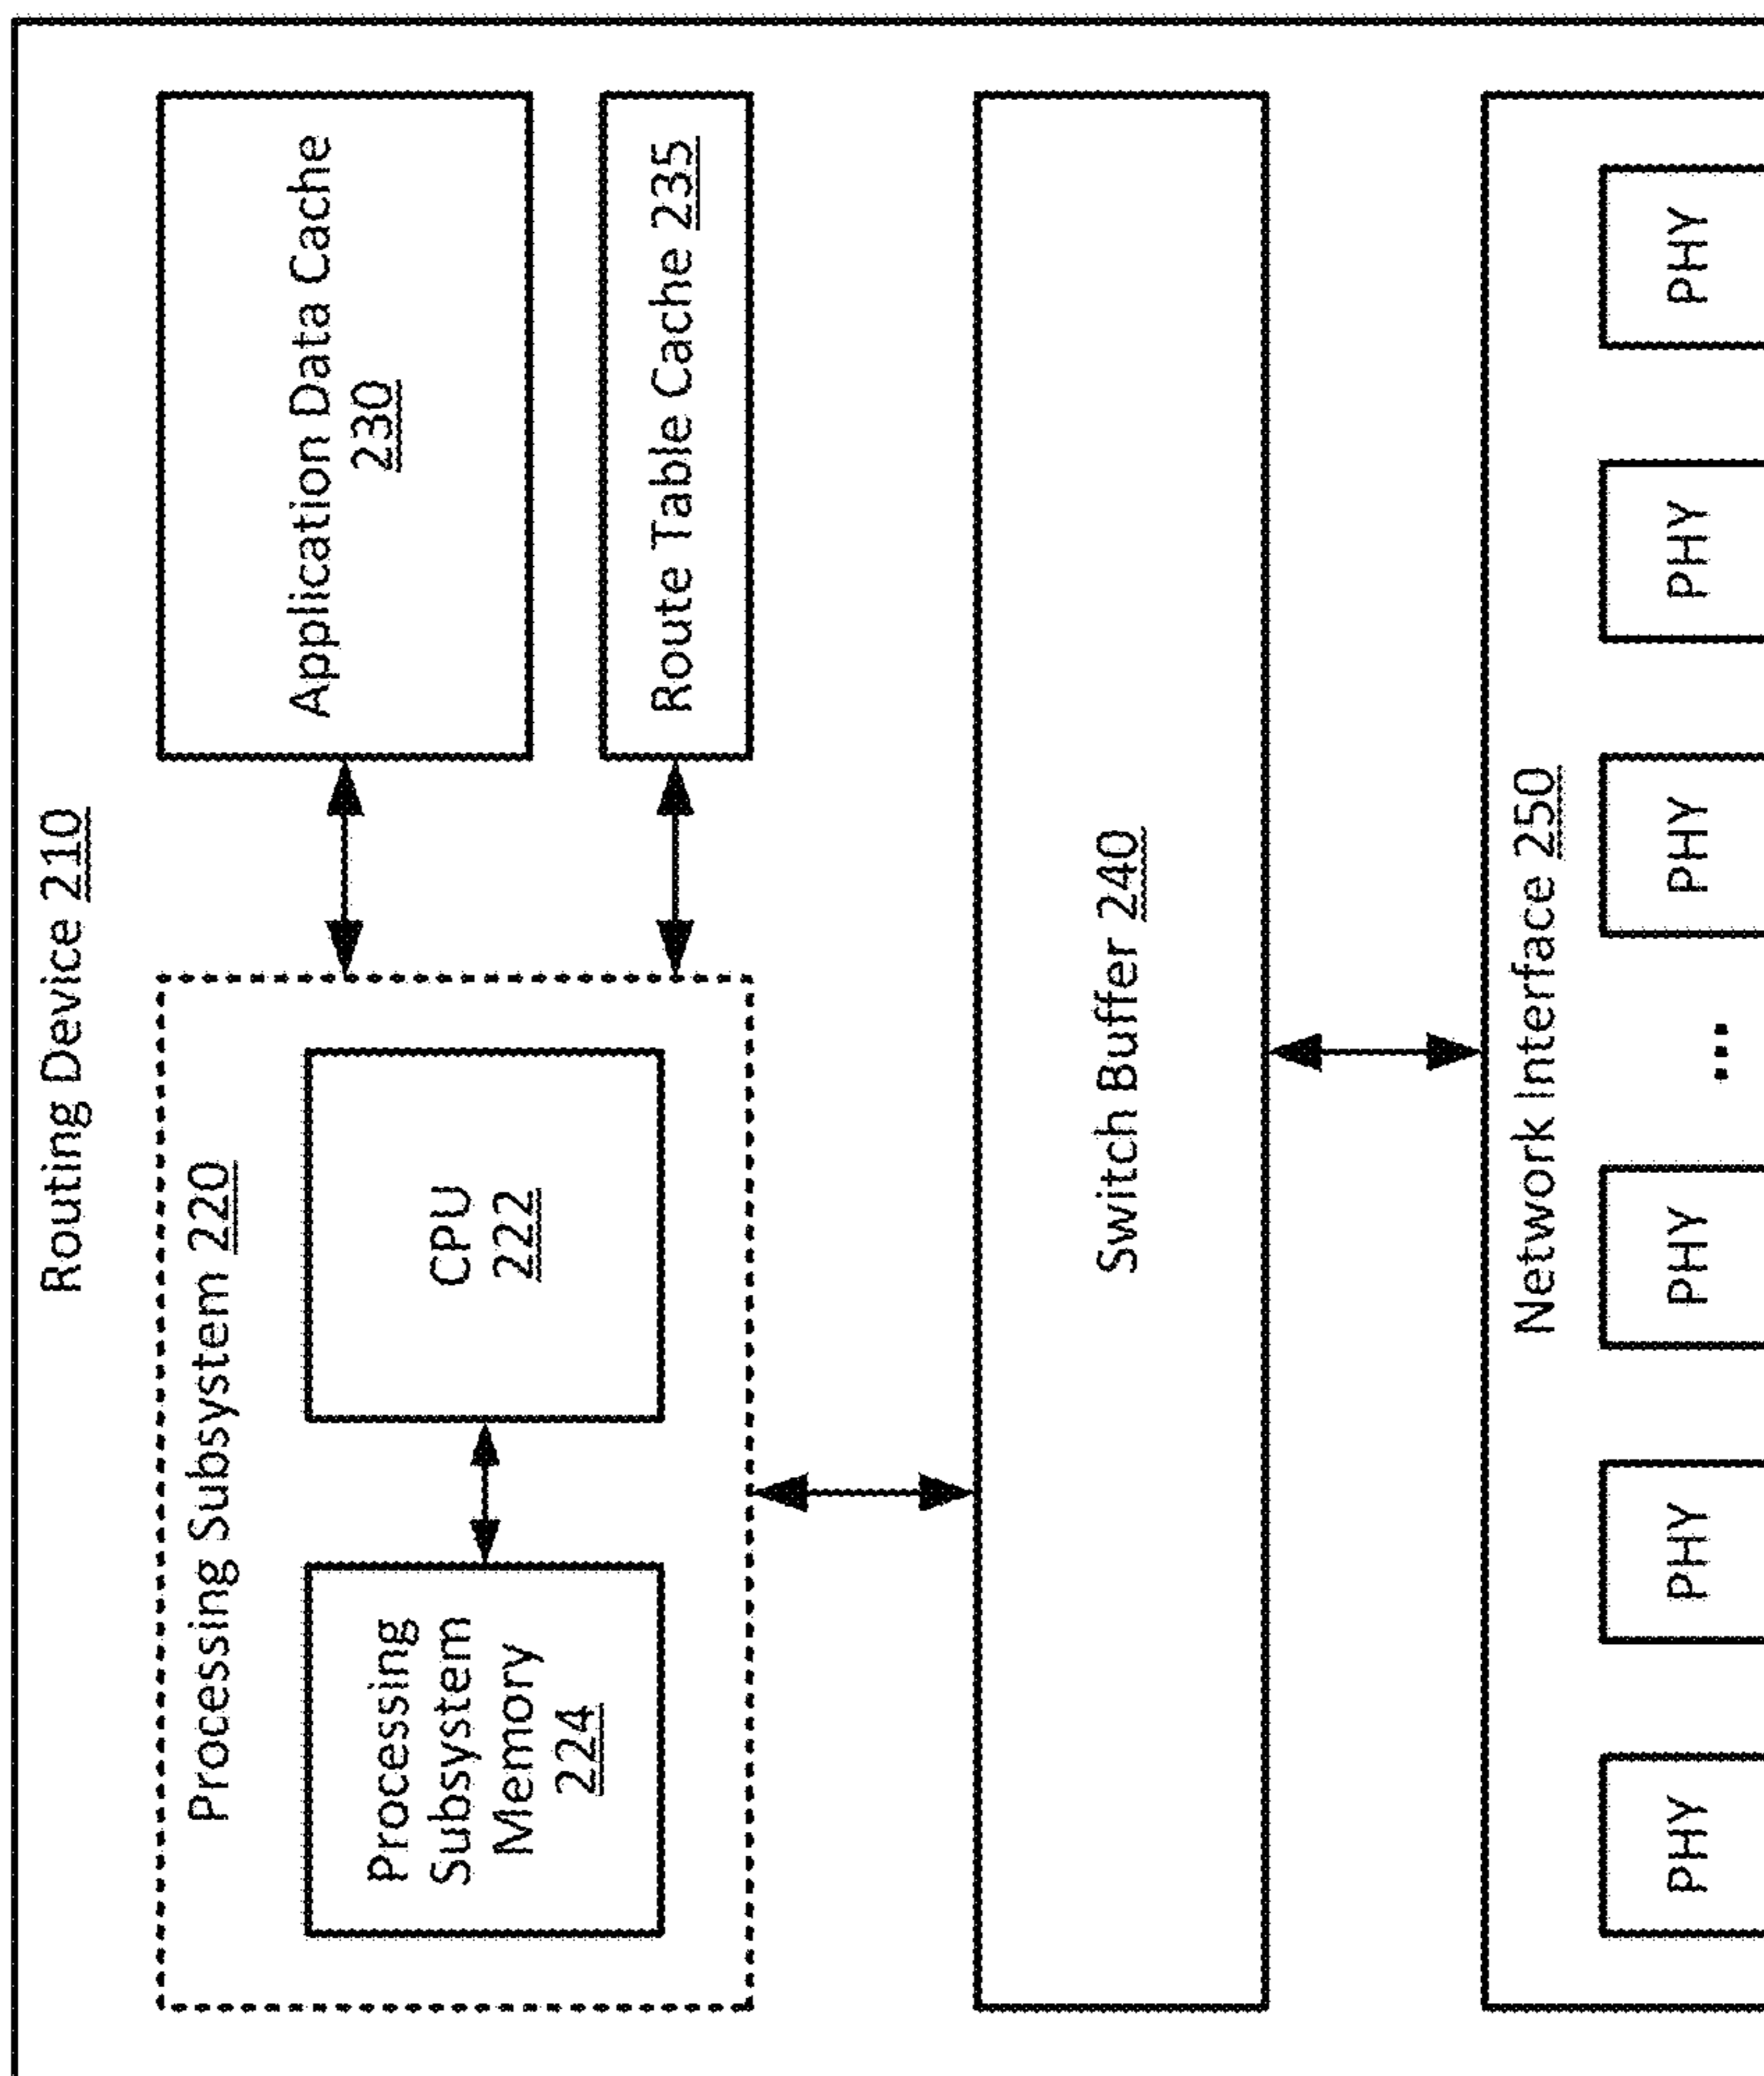 Routing Device 210
Processing Subsystem 220
Processing
Subsystem
Memory
224
CPU
222
Application Data Cache
230
Route Table Cache 235
Switch Buffer 240
Network Interface 250
PHY
PHY
PHY
...
PHY
PHY
PHY